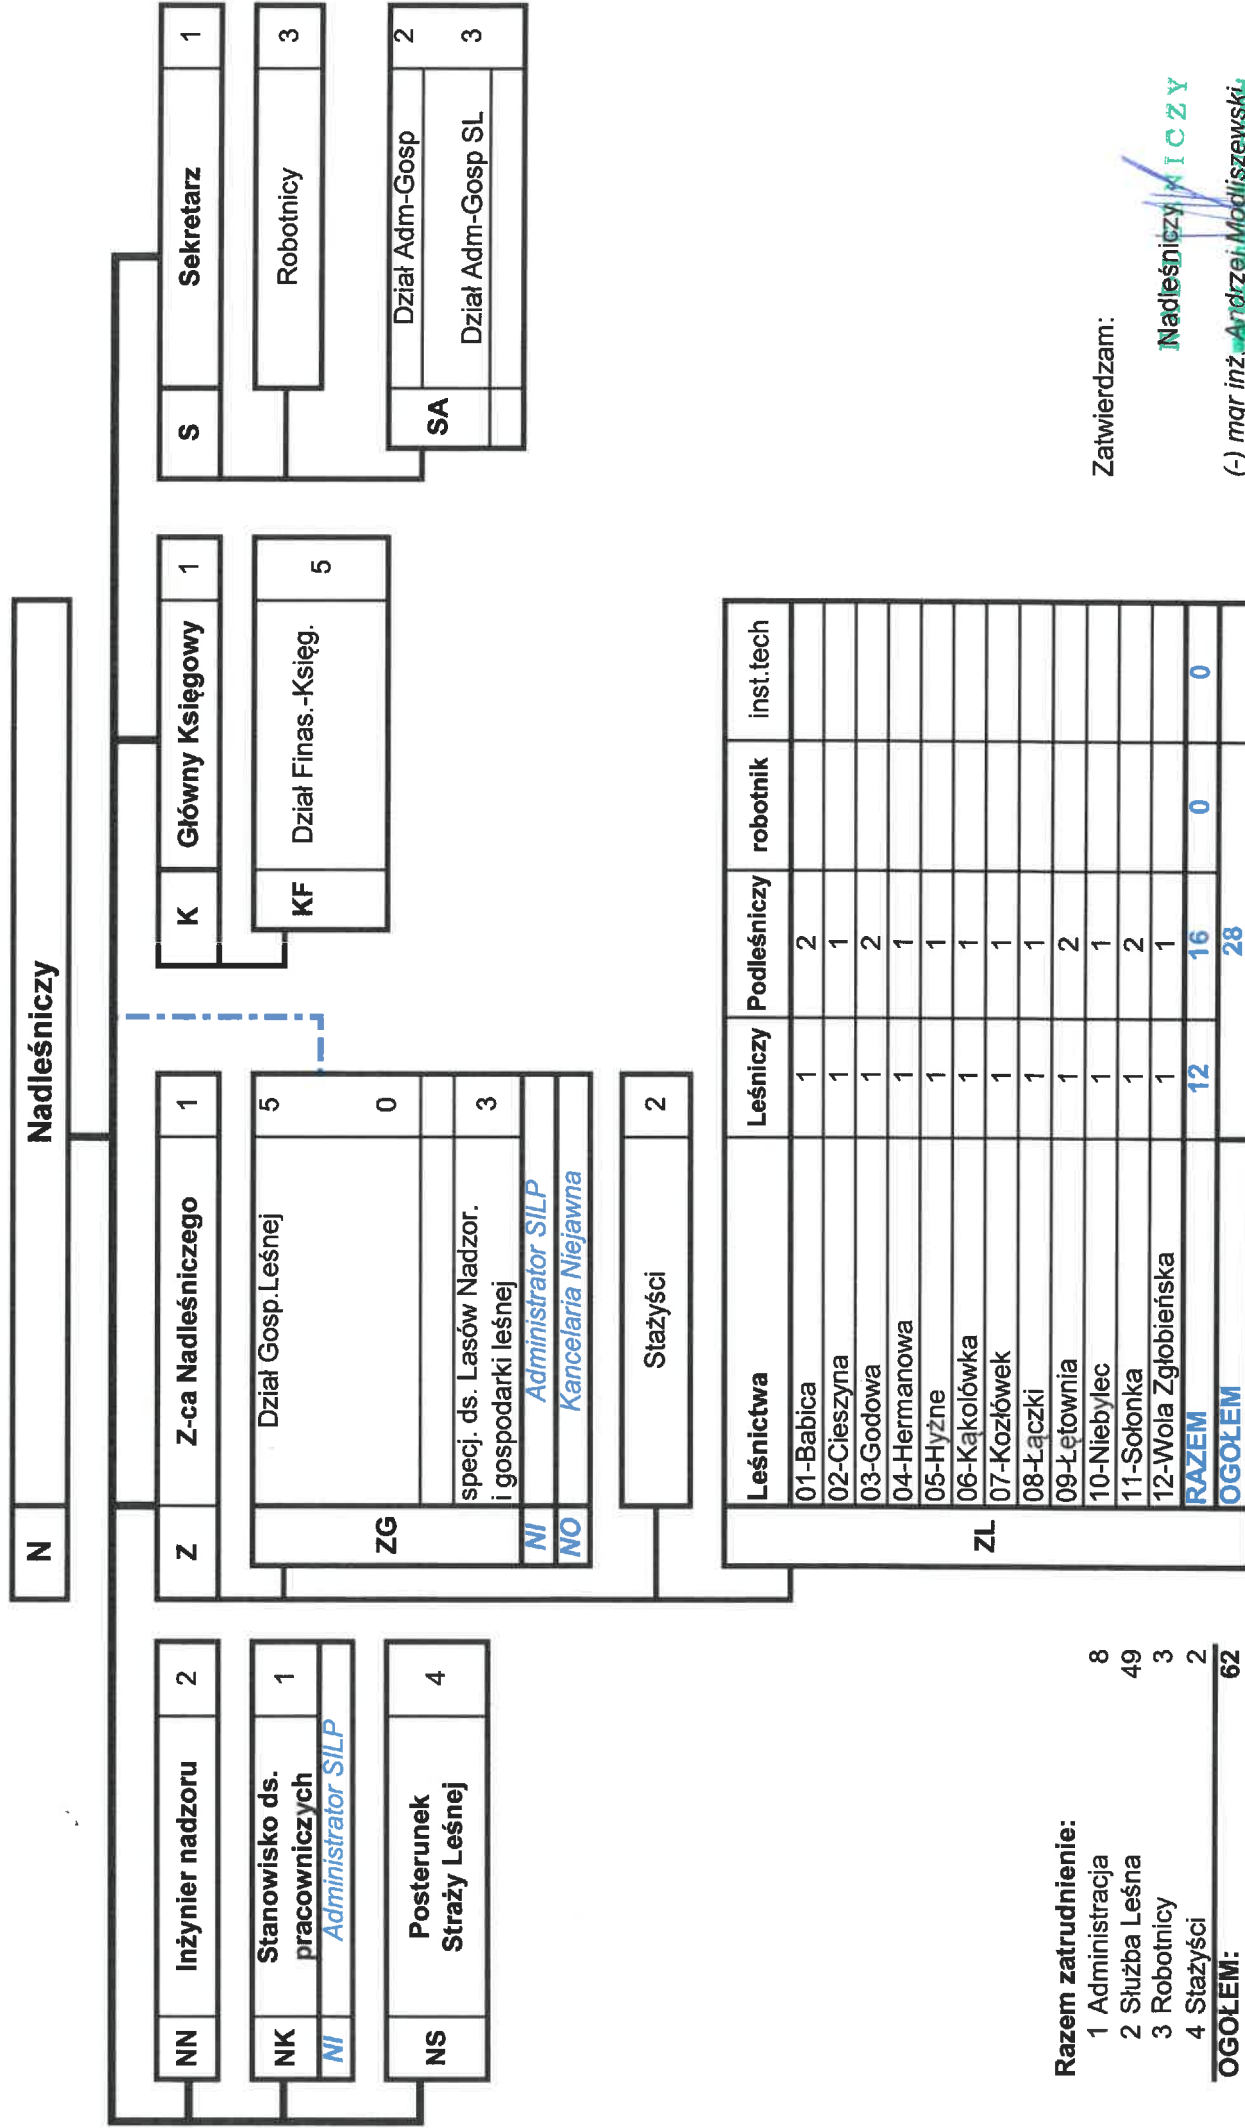 N Nadleśniczy
NN Inżynier nadzoru 2
NK Stanowisko ds. pracowniczych 1
NI Administrator SILP
NS Posterunek
Straży Leśnej 4
Z Z-ca Nadleśniczego 1
ZG
Dział Gosp.Leśnej 5
0
specj. ds. Lasów Nadzor.
i gospodarki leśnej 3
NI Administrator SILP
NO Kancelaria Niejawna
Stażyści 2
K Główny Księgowy 1
KF Dział Finas.-Księg. 5
S Sekretarz 1
Robotnicy 3
SA
Dział Adm-Gosp 2
Dział Adm-Gosp SL 3
ZL
Leśnictwa Leśniczy Podleśniczy robotnik inst.tech
01-Babica 1 2
02-Cieszyna 1 1
03-Godowa 1 2
04-Hermanowa 1 1
05-Hyżne 1 1
06-Kąkolówka 1 1
07-Kozłówek 1 1
08-Łączki 1 1
09-Łętownia 1 2
10-Niebylec 1 1
11-Sołonka 1 2
12-Wola Zgłobieńska 1 1
RAZEM 12 16 0 0
OGOŁEM 28
Razem zatrudnienie:
1 Administracja 8
2 Służba Leśna 49
3 Robotnicy 3
4 Stażyści 2
OGOŁEM: 62
Zatwierdzam:
Nadleśniczy
NADLEŚNICZY
(-) mgr inż. Andrzej Modliszewski